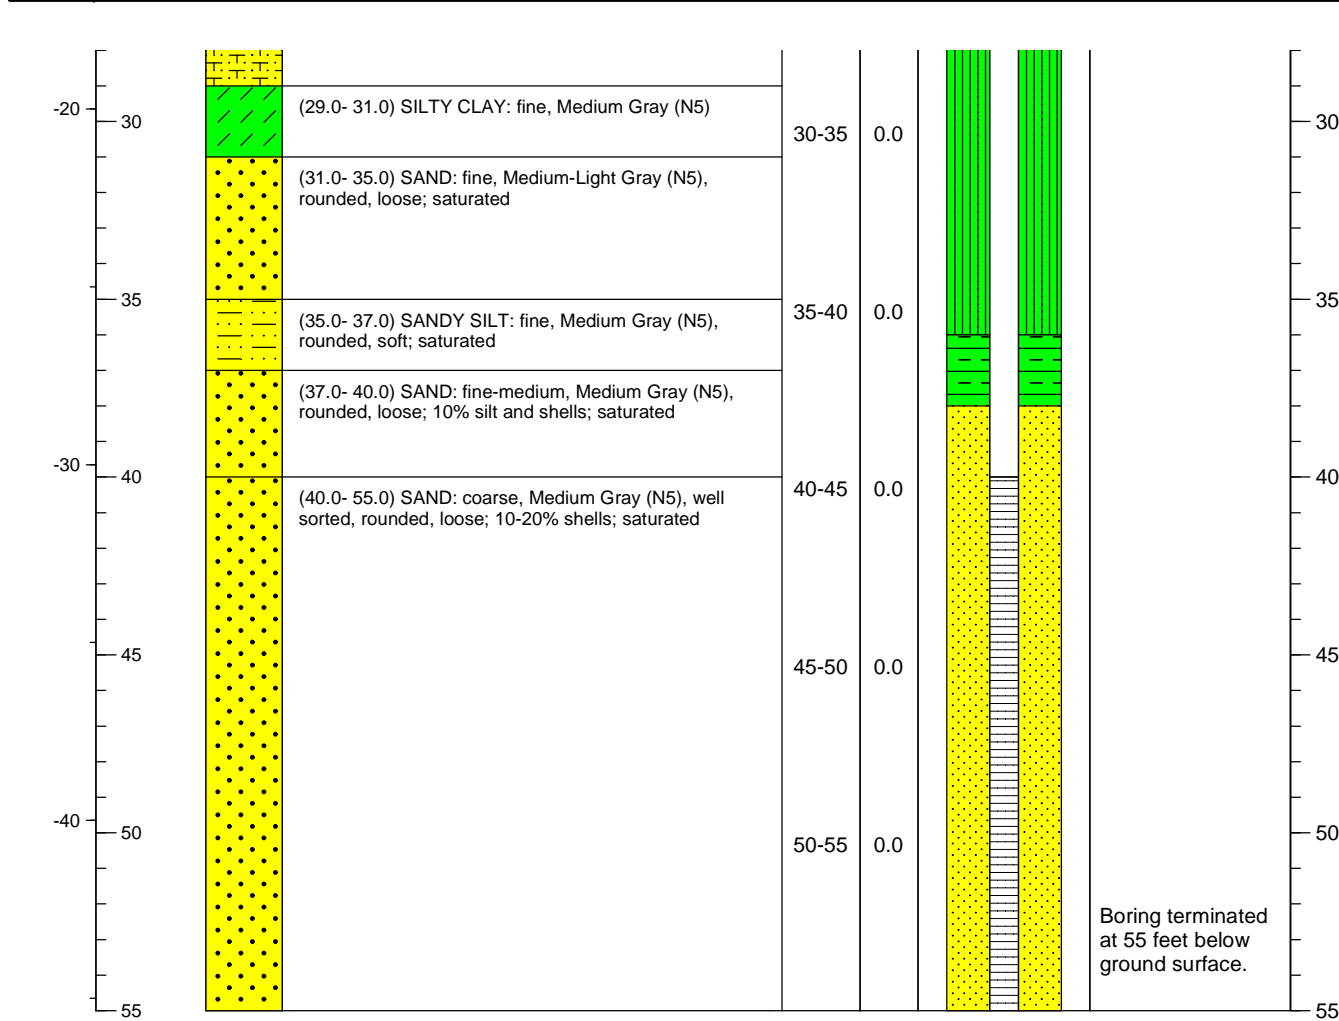 -20
30
(29.0- 31.0) SILTY CLAY: fine, Medium Gray (N5)
30-35
0.0
30
(31.0- 35.0) SAND: fine, Medium-Light Gray (N5),
rounded, loose; saturated
35
(35.0- 37.0) SANDY SILT: fine, Medium Gray (N5),
rounded, soft; saturated
35-40
0.0
35
(37.0- 40.0) SAND: fine-medium, Medium Gray (N5),
rounded, loose; 10% silt and shells; saturated
-30
40
(40.0- 55.0) SAND: coarse, Medium Gray (N5), well
sorted, rounded, loose; 10-20% shells; saturated
40-45
0.0
40
45
45-50
0.0
45
-40
50
50-55
0.0
50
Boring terminated
at 55 feet below
ground surface.
55
55